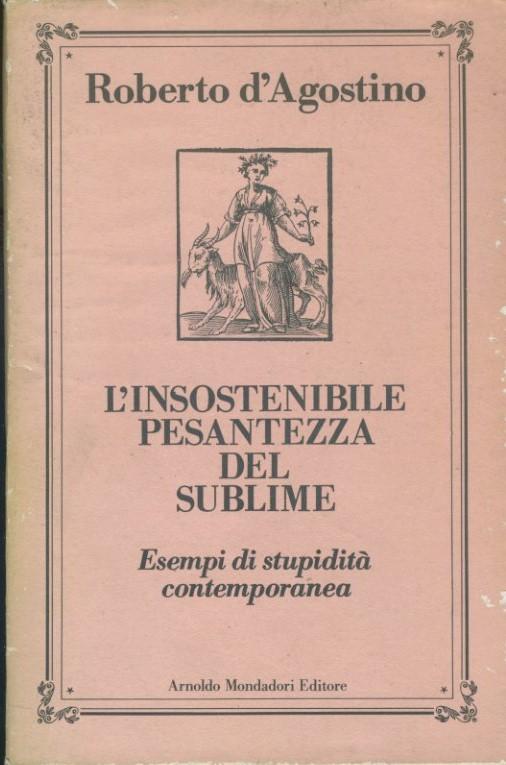 Roberto d'Agostino
L'INSOSTENIBILE
PESANTEZZA
DEL
SUBLIME
Esempi di stupidità
contemporanea
Arnoldo Mondadori Editore